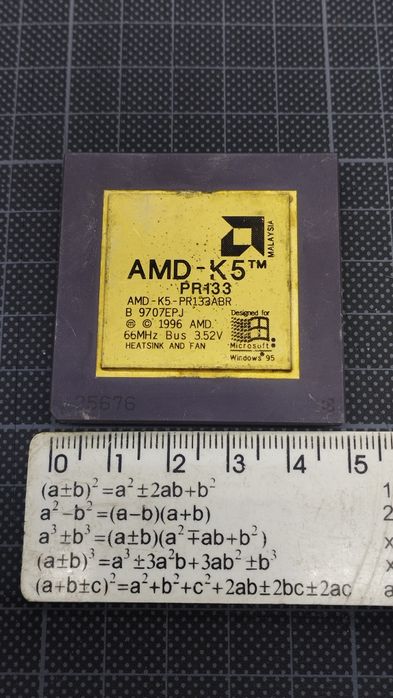 MALAYSIA
AMD-K5™
PR133
AMD-K5-PR133ABR
B 9707EPJ
Ⓜ © 1996 AMD
66MHz Bus 3.52V
HEATSINK AND FAN
Designed for
Microsoft
Windows 95
25676
0 1 2 3 4 5
(a±b)²=a²±2ab+b²
a²-b²=(a-b)(a+b)
a³±b³=(a±b)(a²∓ab+b²)
(a±b)³=a³±3a²b+3ab²±b³
(a+b±c)²=a²+b²+c²+2ab±2bc±2ac
1
2
x
x
a